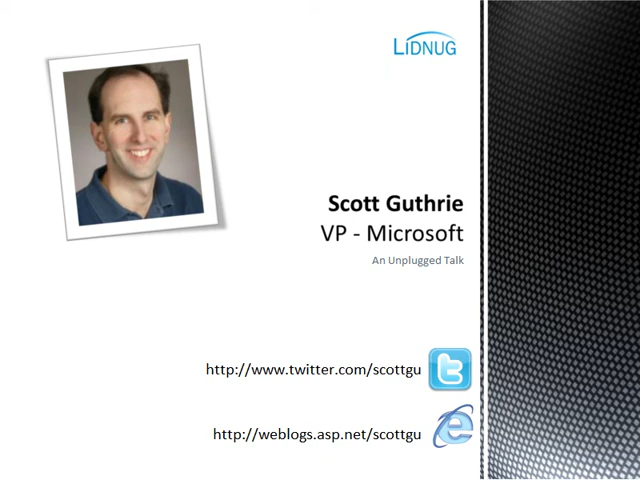 LIDNUG
Scott Guthrie
VP - Microsoft
An Unplugged Talk
http://www.twitter.com/scottgu
http://weblogs.asp.net/scottgu